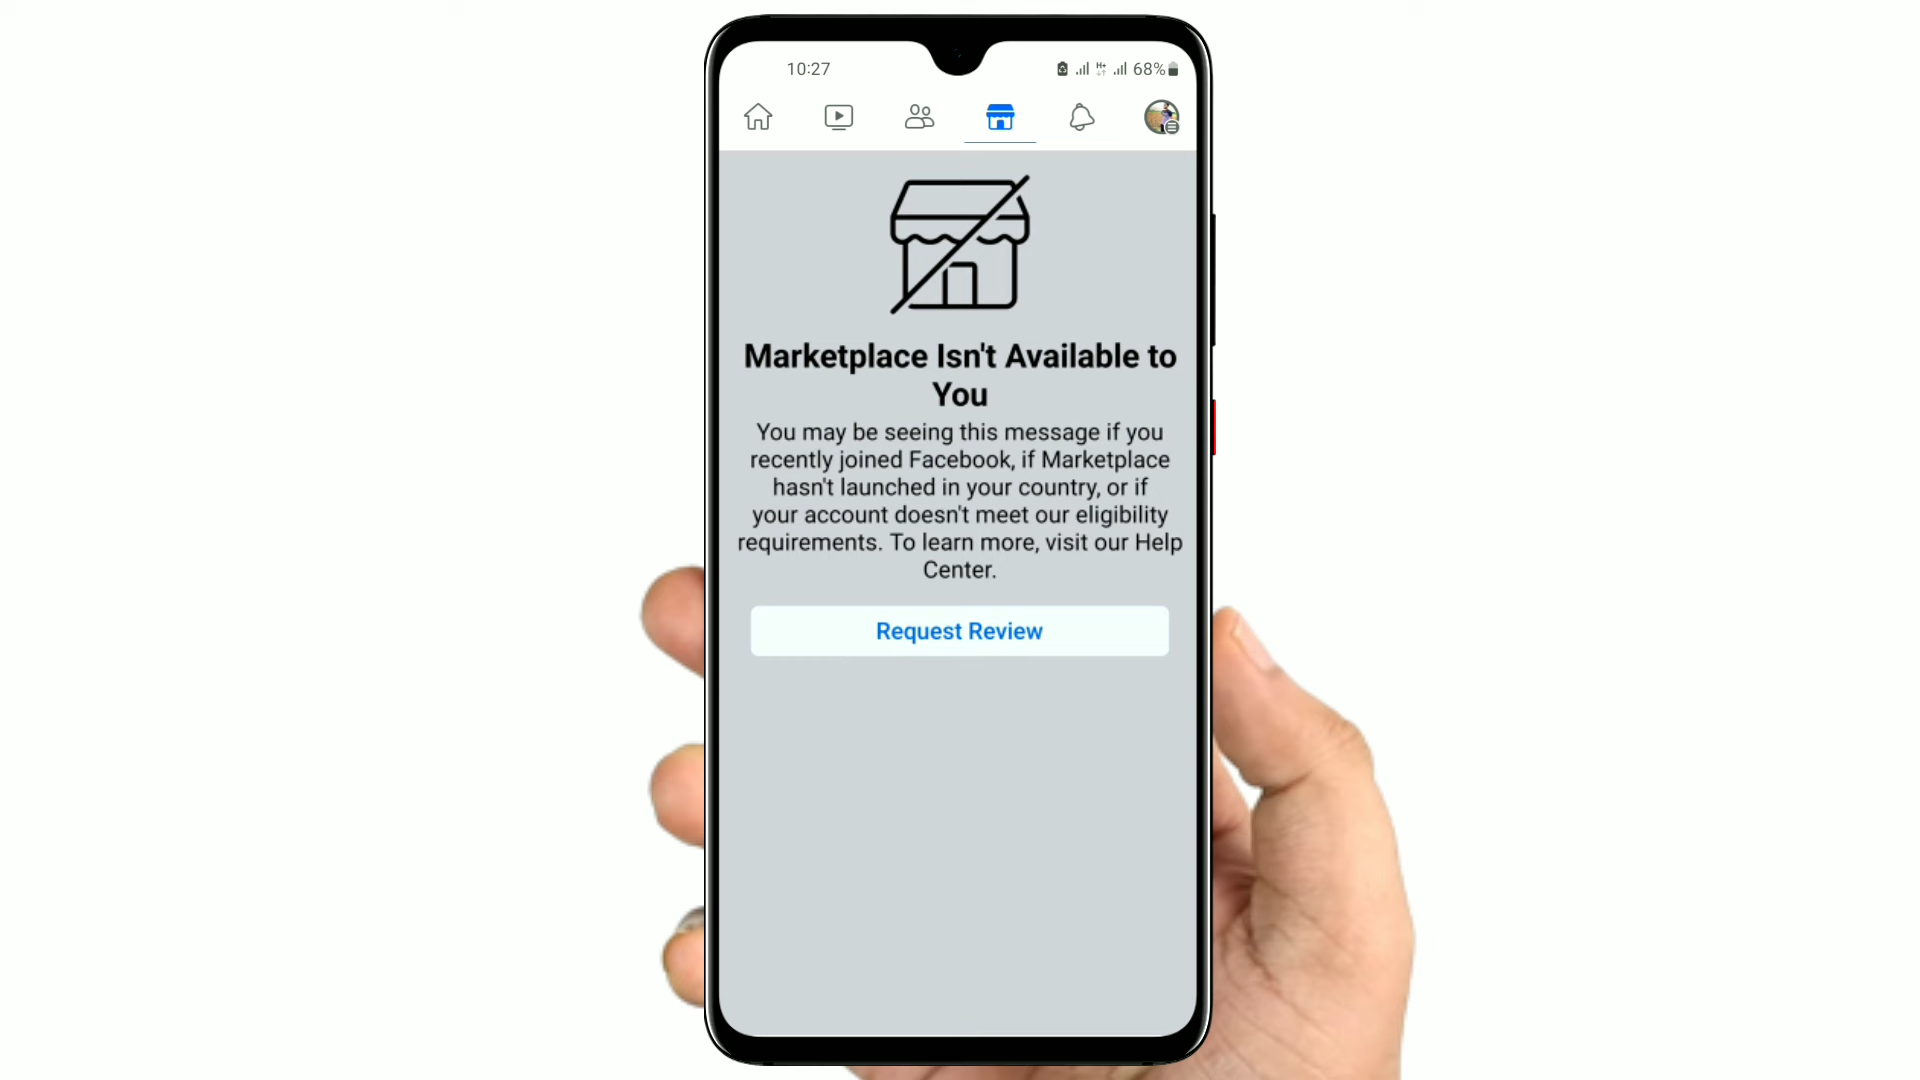 10:27
H+
68%
Marketplace Isn't Available to
You
You may be seeing this message if you
recently joined Facebook, if Marketplace
hasn't launched in your country, or if
your account doesn't meet our eligibility
requirements. To learn more, visit our Help
Center.
Request Review